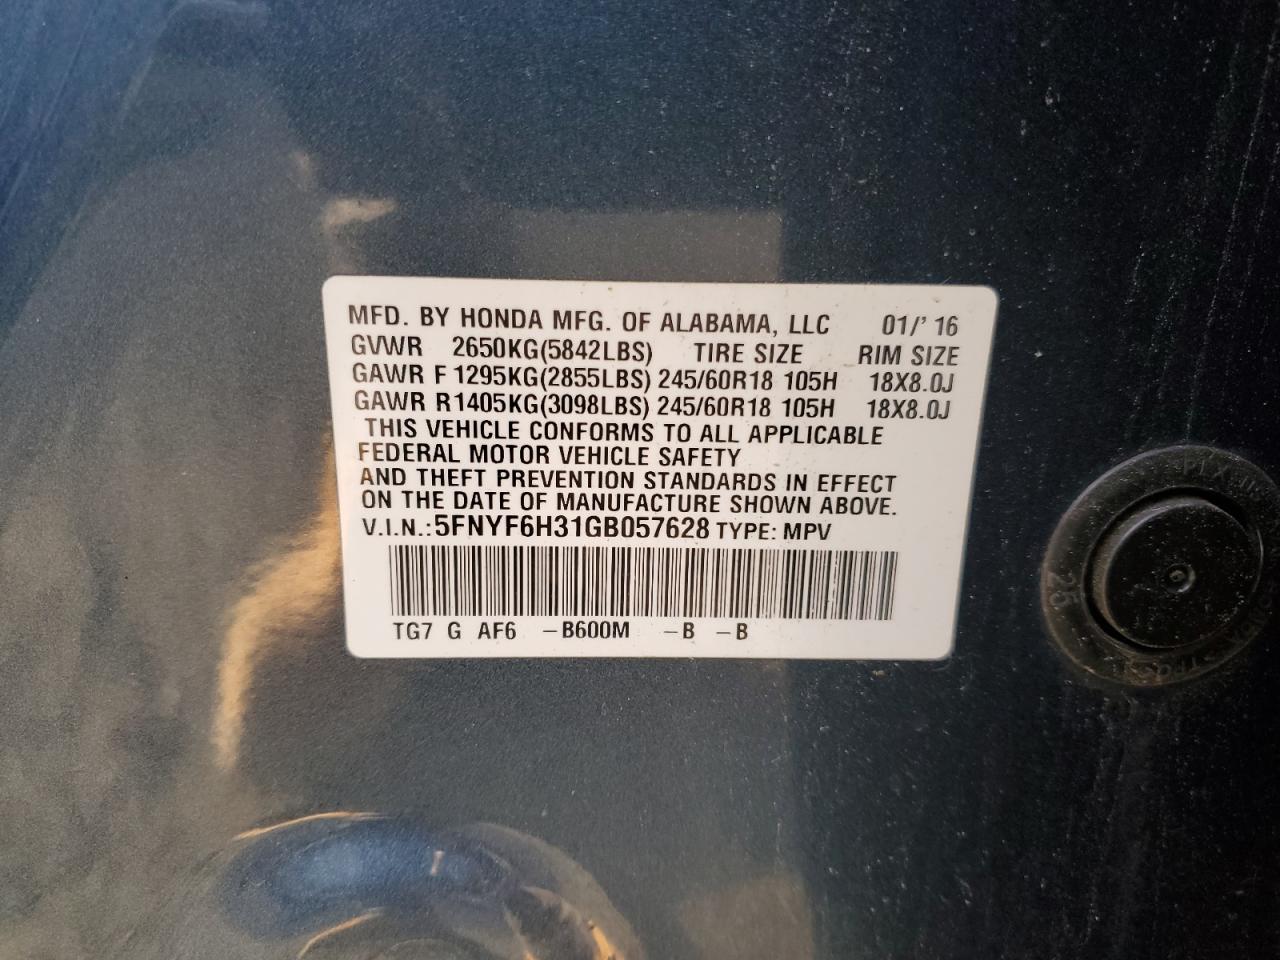 MFD. BY HONDA MFG. OF ALABAMA, LLC 01/'16
GVWR 2650KG(5842LBS) TIRE SIZE RIM SIZE
GAWR F 1295KG(2855LBS) 245/60R18 105H 18X8.0J
GAWR R1405KG(3098LBS) 245/60R18 105H 18X8.0J
THIS VEHICLE CONFORMS TO ALL APPLICABLE
FEDERAL MOTOR VEHICLE SAFETY
AND THEFT PREVENTION STANDARDS IN EFFECT
ON THE DATE OF MANUFACTURE SHOWN ABOVE.
V.I.N.:5FNYF6H31GB057628 TYPE: MPV
TG7 G AF6 -B600M -B -B
25